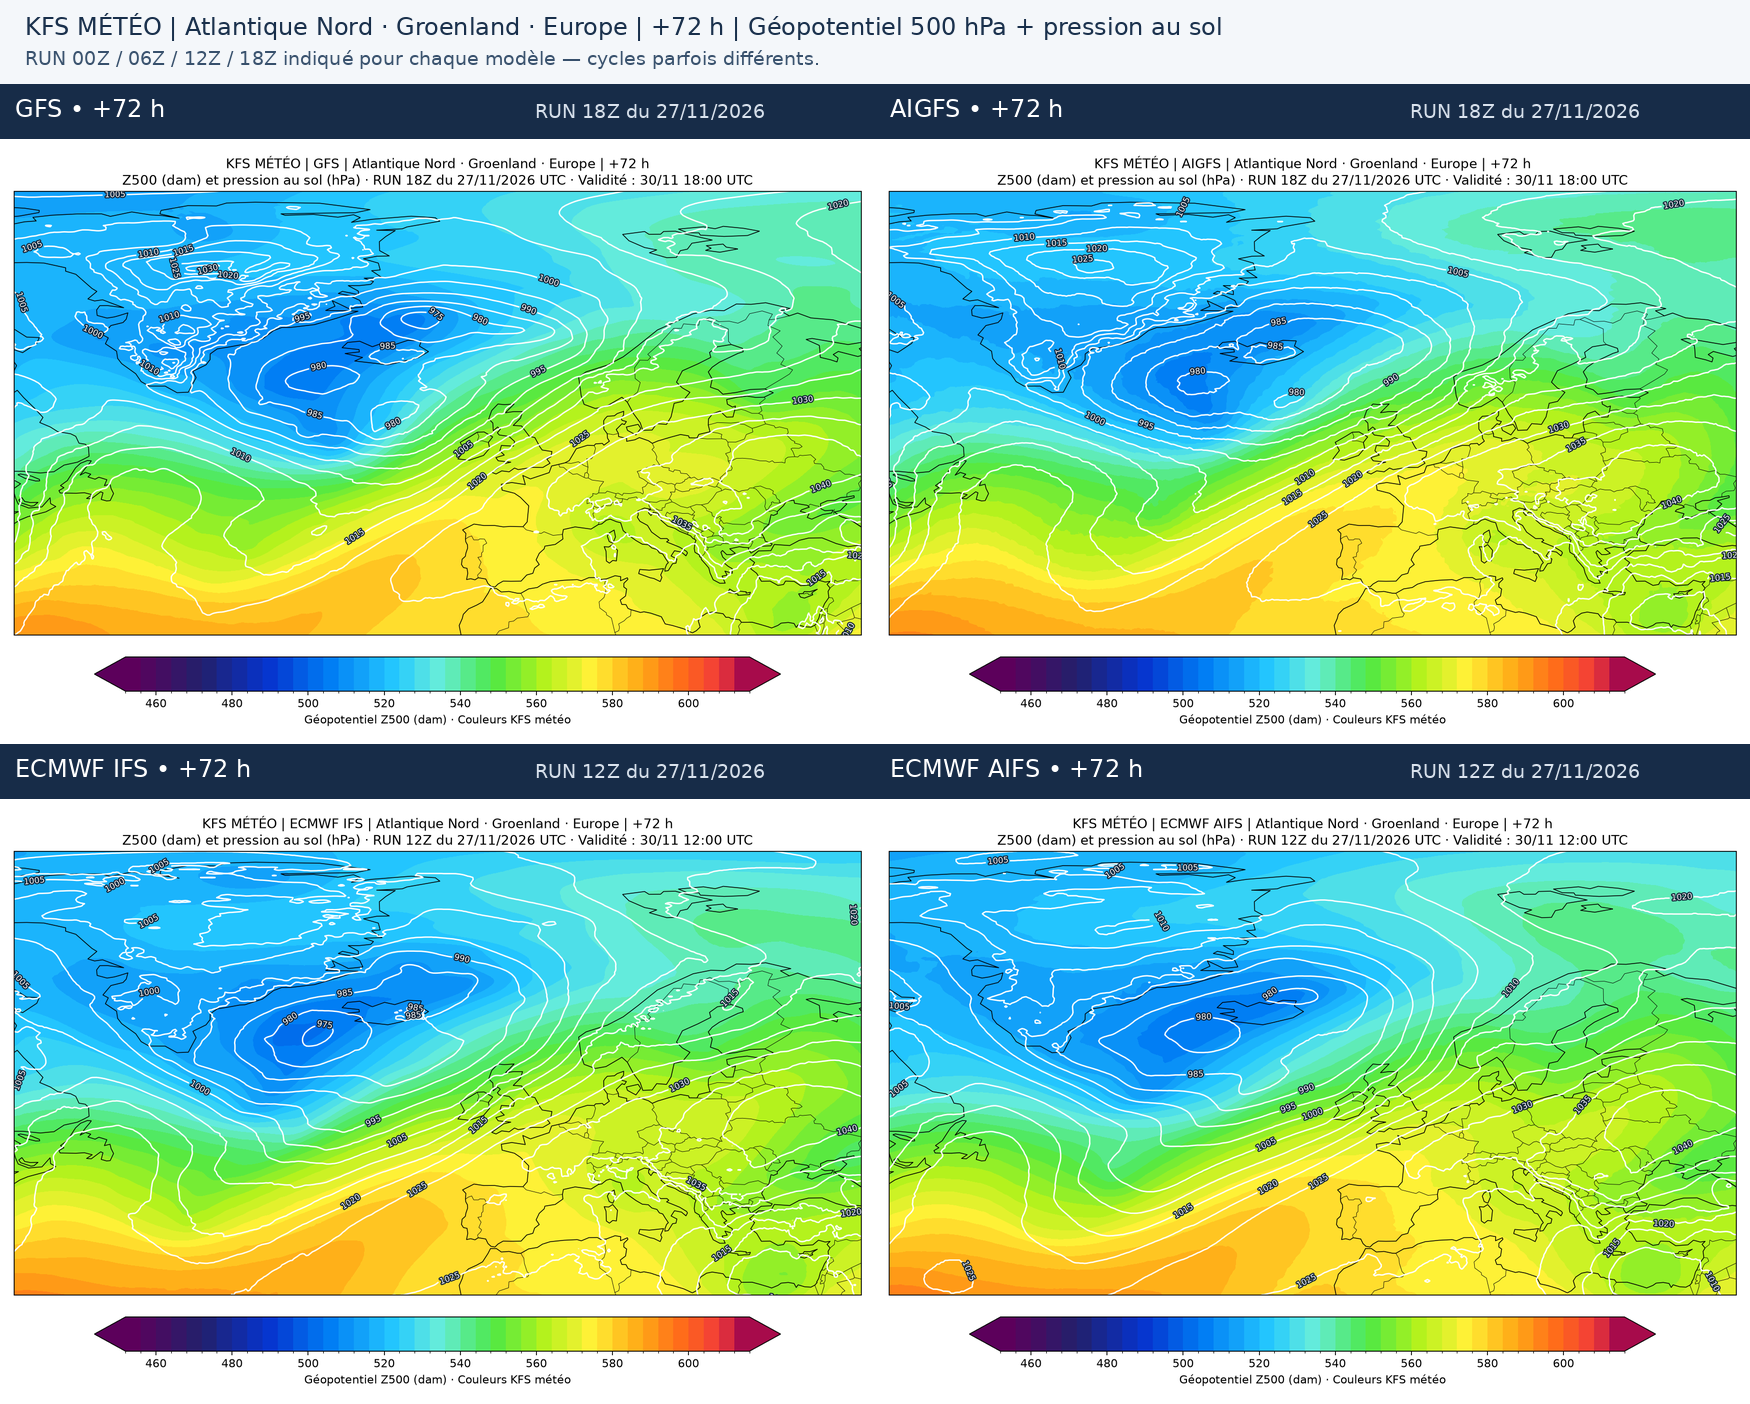 KFS MÉTÉO | Atlantique Nord · Groenland · Europe | +72 h | Géopotentiel 500 hPa + pression au sol
RUN 00Z / 06Z / 12Z / 18Z indiqué pour chaque modèle — cycles parfois différents.
GFS • +72 h
RUN 18Z du 27/11/2026
AIGFS • +72 h
RUN 18Z du 27/11/2026
KFS MÉTÉO | GFS | Atlantique Nord · Groenland · Europe | +72 h
Z500 (dam) et pression au sol (hPa) · RUN 18Z du 27/11/2026 UTC · Validité : 30/11 18:00 UTC
KFS MÉTÉO | AIGFS | Atlantique Nord · Groenland · Europe | +72 h
Z500 (dam) et pression au sol (hPa) · RUN 18Z du 27/11/2026 UTC · Validité : 30/11 18:00 UTC
460 480 500 520 540 560 580 600
Géopotentiel Z500 (dam) · Couleurs KFS météo
460 480 500 520 540 560 580 600
Géopotentiel Z500 (dam) · Couleurs KFS météo
ECMWF IFS • +72 h
RUN 12Z du 27/11/2026
ECMWF AIFS • +72 h
RUN 12Z du 27/11/2026
KFS MÉTÉO | ECMWF IFS | Atlantique Nord · Groenland · Europe | +72 h
Z500 (dam) et pression au sol (hPa) · RUN 12Z du 27/11/2026 UTC · Validité : 30/11 12:00 UTC
KFS MÉTÉO | ECMWF AIFS | Atlantique Nord · Groenland · Europe | +72 h
Z500 (dam) et pression au sol (hPa) · RUN 12Z du 27/11/2026 UTC · Validité : 30/11 12:00 UTC
460 480 500 520 540 560 580 600
Géopotentiel Z500 (dam) · Couleurs KFS météo
460 480 500 520 540 560 580 600
Géopotentiel Z500 (dam) · Couleurs KFS météo